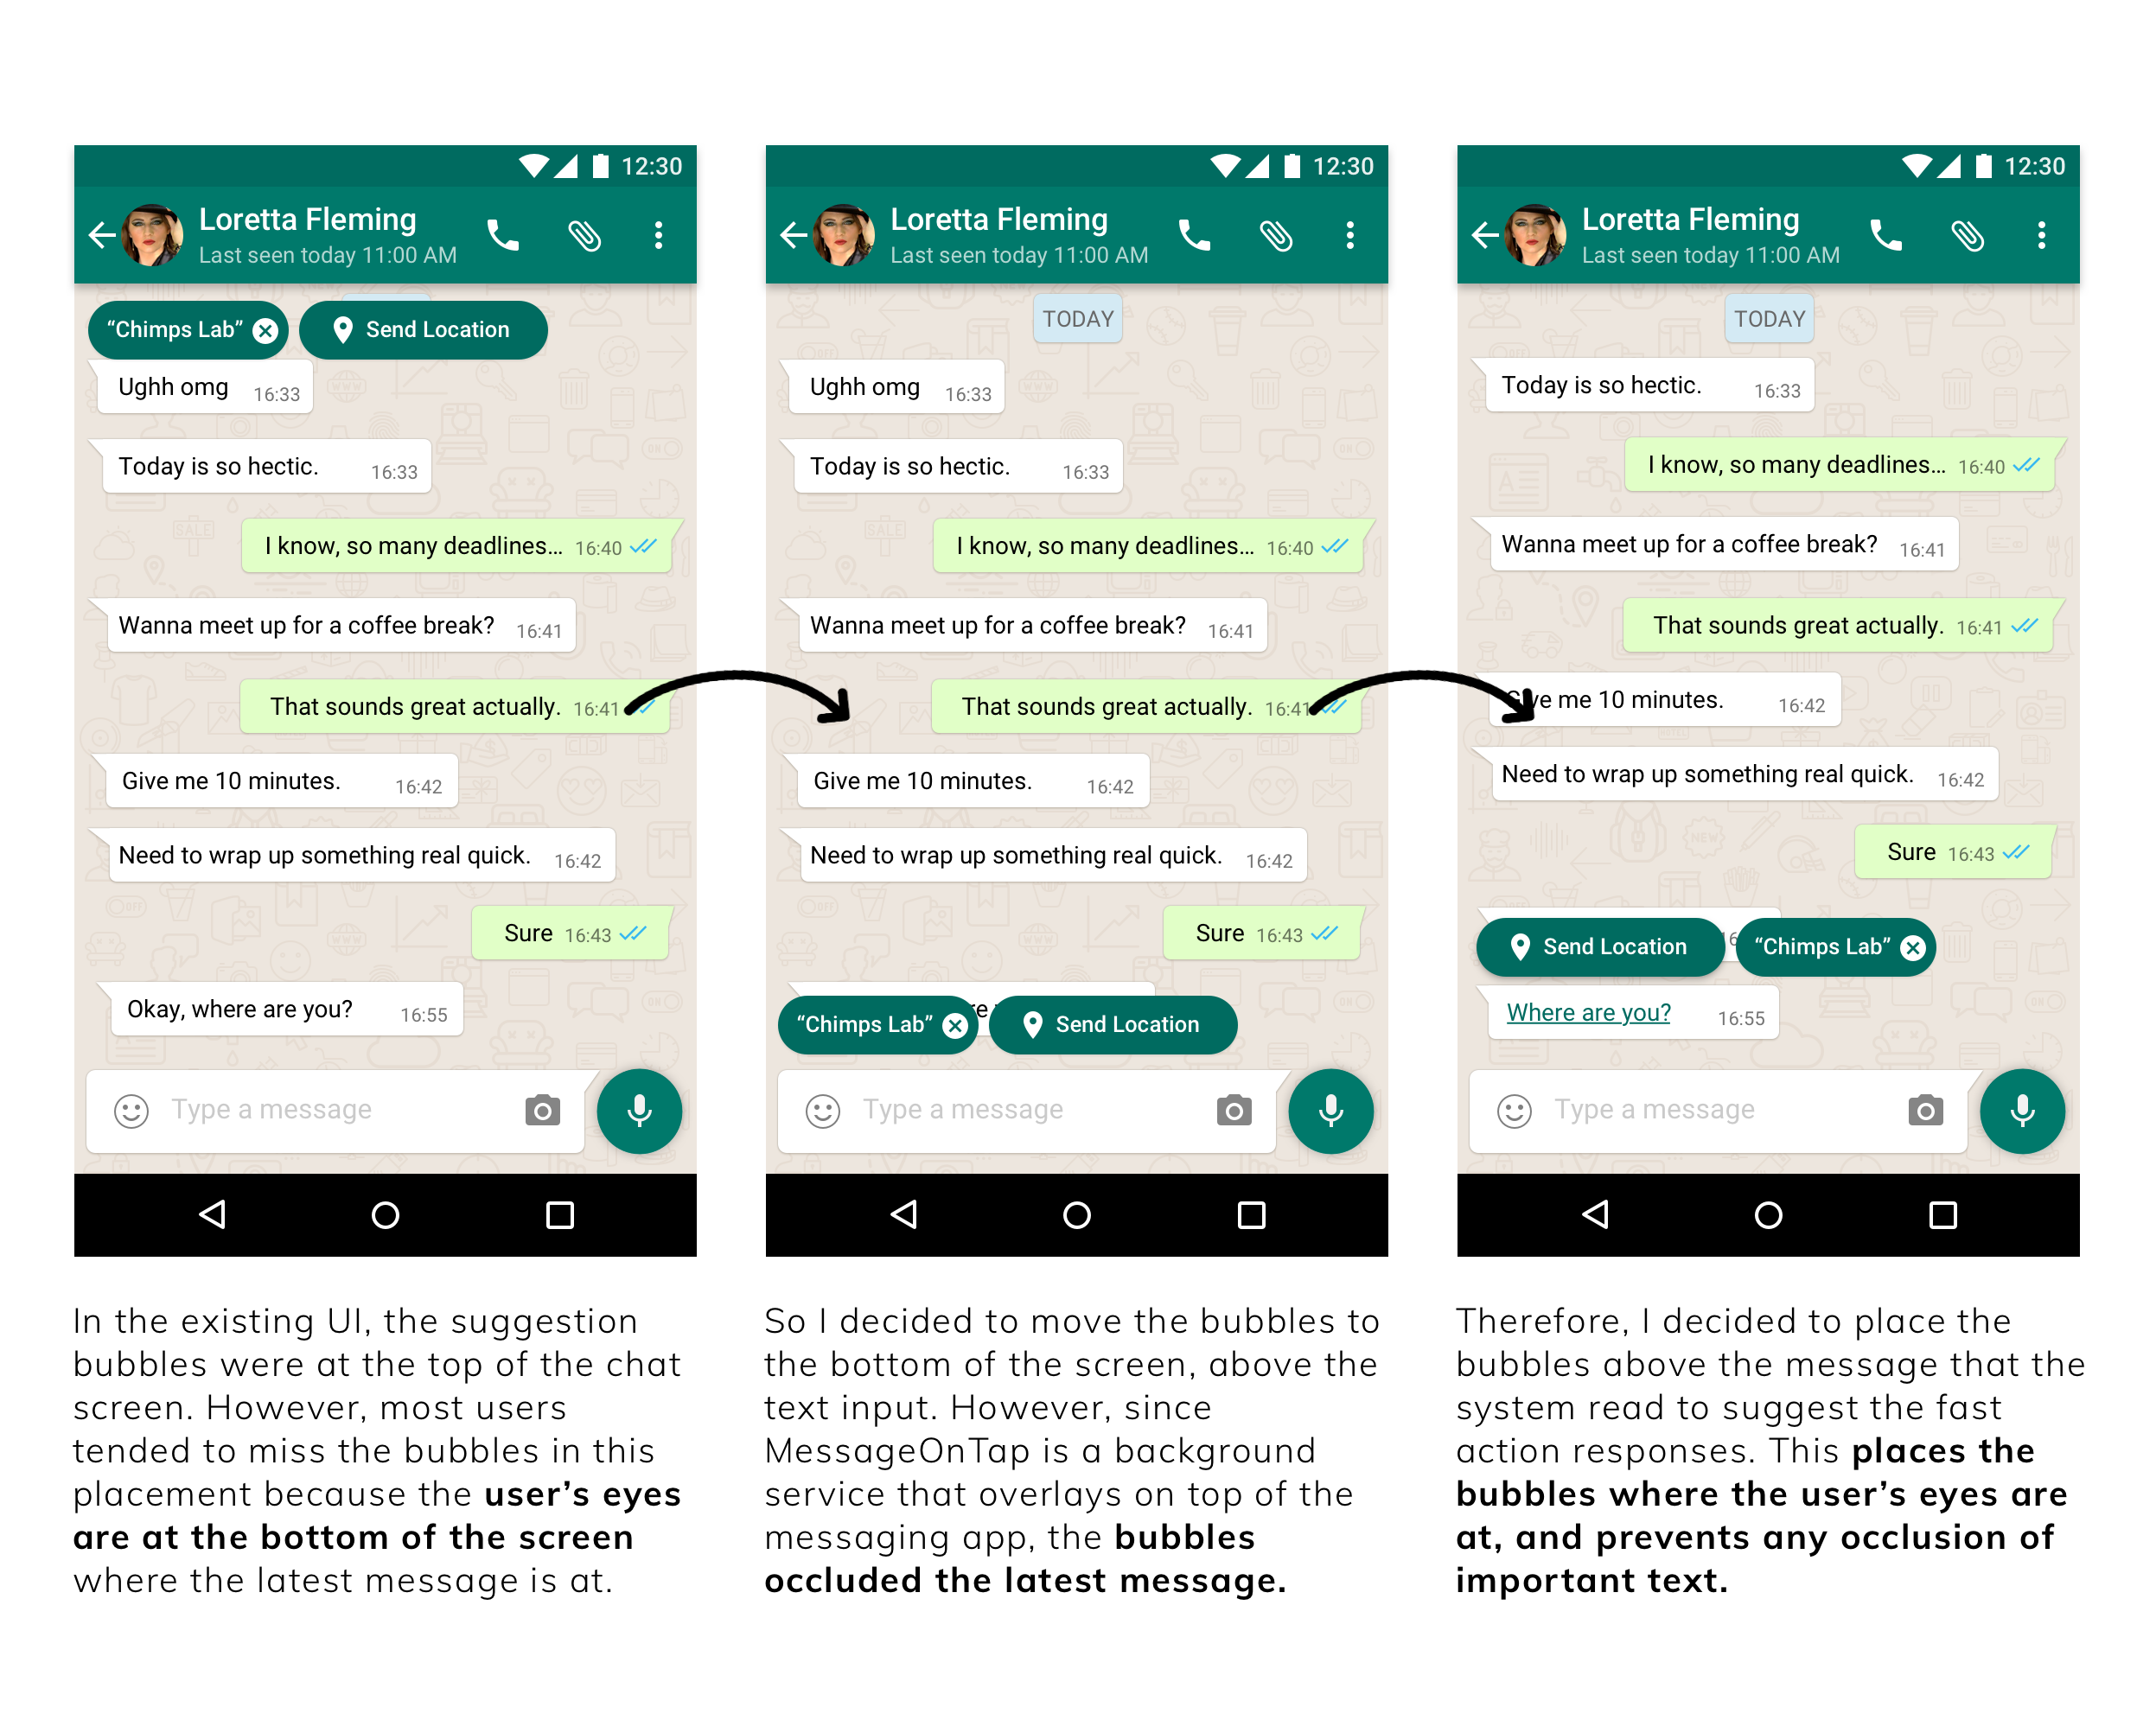 12:30
Loretta Fleming
Last seen today 11:00 AM
“Chimps Lab”
Send Location
Ughh omg 16:33
Today is so hectic. 16:33
I know, so many deadlines... 16:40
Wanna meet up for a coffee break? 16:41
That sounds great actually. 16:41
Give me 10 minutes. 16:42
Need to wrap up something real quick. 16:42
Sure 16:43
Okay, where are you? 16:55
Type a message
In the existing UI, the suggestion
bubbles were at the top of the chat
screen. However, most users
tended to miss the bubbles in this
placement because the user’s eyes
are at the bottom of the screen
where the latest message is at.
12:30
Loretta Fleming
Last seen today 11:00 AM
TODAY
Ughh omg 16:33
Today is so hectic. 16:33
I know, so many deadlines... 16:40
Wanna meet up for a coffee break? 16:41
That sounds great actually. 16:41
Give me 10 minutes. 16:42
Need to wrap up something real quick. 16:42
Sure 16:43
“Chimps Lab”
Send Location
Type a message
So I decided to move the bubbles to
the bottom of the screen, above the
text input. However, since
MessageOnTap is a background
service that overlays on top of the
messaging app, the bubbles
occluded the latest message.
12:30
Loretta Fleming
Last seen today 11:00 AM
TODAY
Today is so hectic. 16:33
I know, so many deadlines... 16:40
Wanna meet up for a coffee break? 16:41
That sounds great actually. 16:41
Give me 10 minutes. 16:42
Need to wrap up something real quick. 16:42
Sure 16:43
Send Location
“Chimps Lab”
Where are you? 16:55
Type a message
Therefore, I decided to place the
bubbles above the message that the
system read to suggest the fast
action responses. This places the
bubbles where the user’s eyes are
at, and prevents any occlusion of
important text.